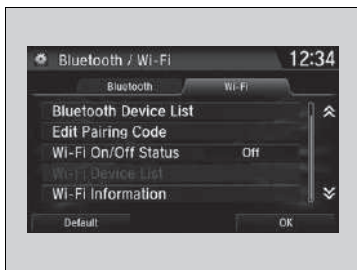 Bluetooth / Wi-Fi 12:34
Bluetooth Wi-Fi
Bluetooth Device List
Edit Pairing Code
Wi-Fi On/Off Status Off
Wi-Fi Device List
Wi-Fi Information
Default OK